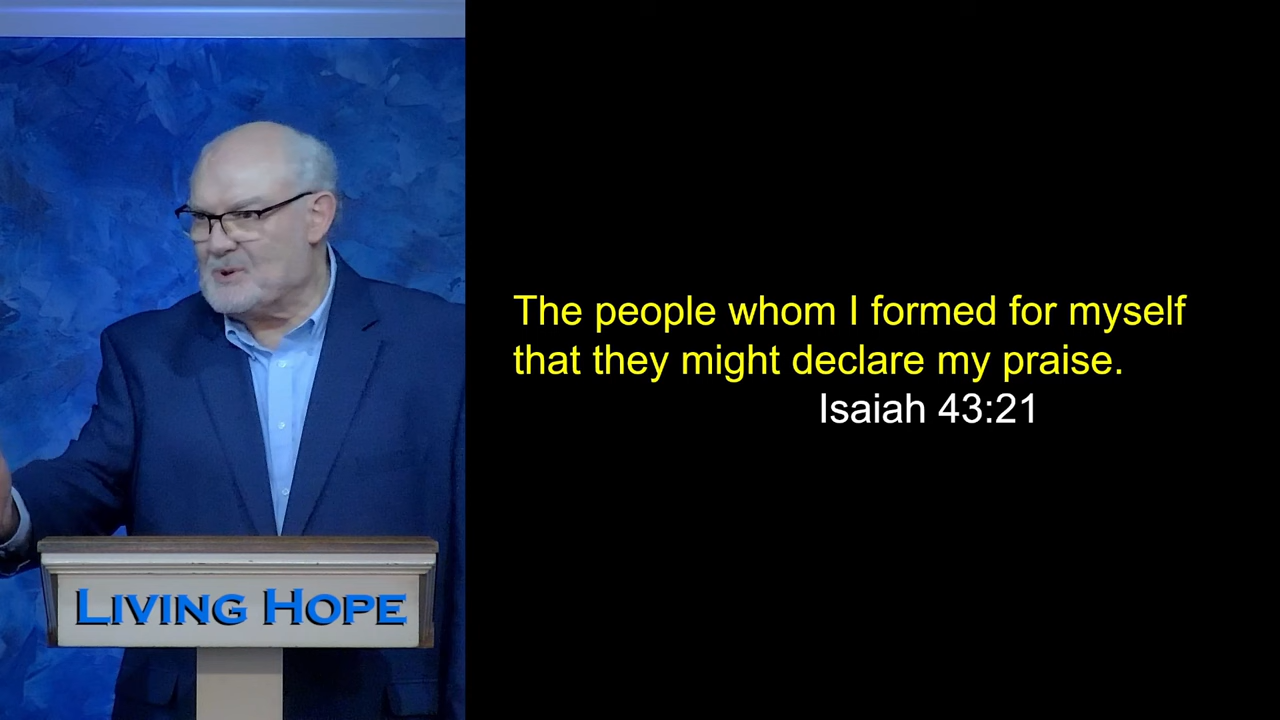 LIVING HOPE
The people whom I formed for myself
that they might declare my praise.
Isaiah 43:21